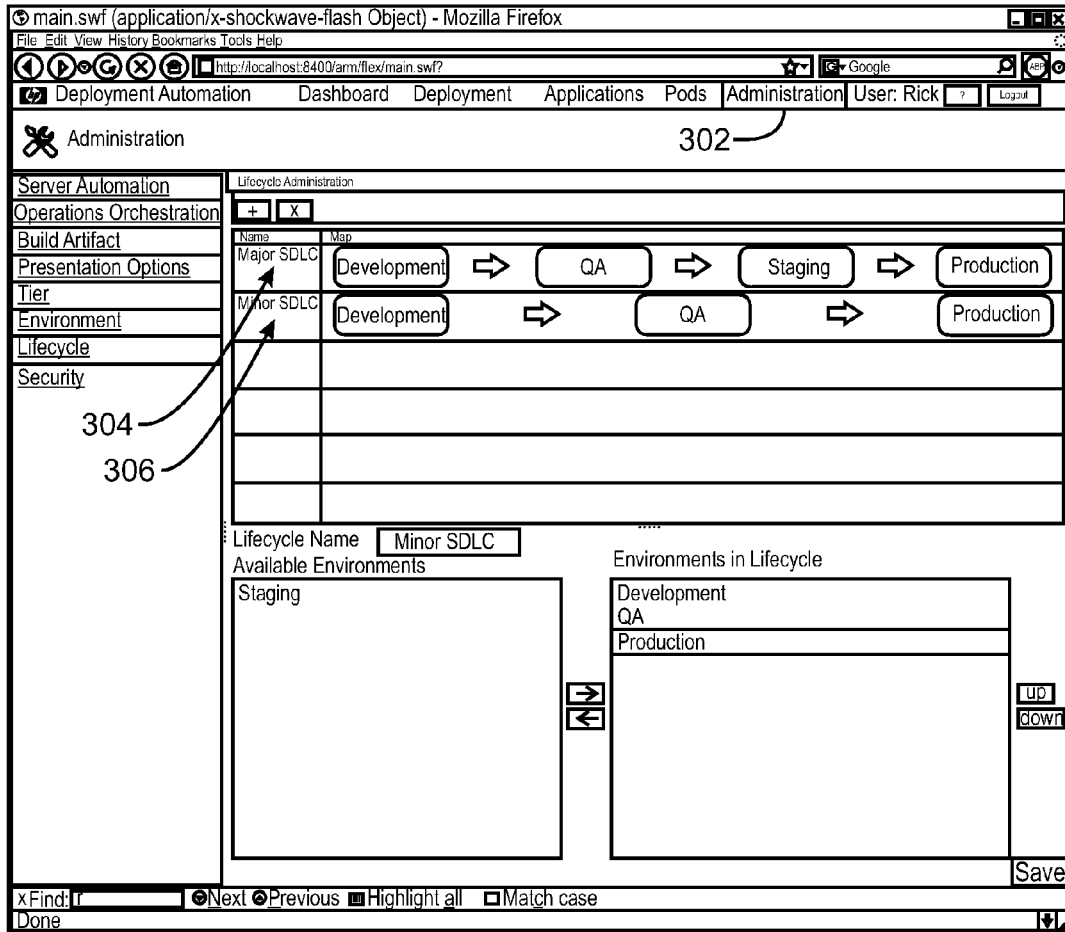 main.swf (application/x-shockwave-flash Object) - Mozilla Firefox
File Edit View History Bookmarks Tools Help
http://localhost:8400/arm/flex/main.swf?
G Google
ABP
hp Deployment Automation Dashboard Deployment Applications Pods Administration User: Rick ? Logout
302
Administration
Server Automation
Operations Orchestration
Build Artifact
Presentation Options
Tier
Environment
Lifecycle
Security
304
306
Lifecycle Administration
+ X
Name Map
Major SDLC Development QA Staging Production
Minor SDLC Development QA Production
Lifecycle Name Minor SDLC
Available Environments
Staging
Environments in Lifecycle
Development
QA
Production
up
down
Save
x Find: r Next Previous Highlight all Match case
Done